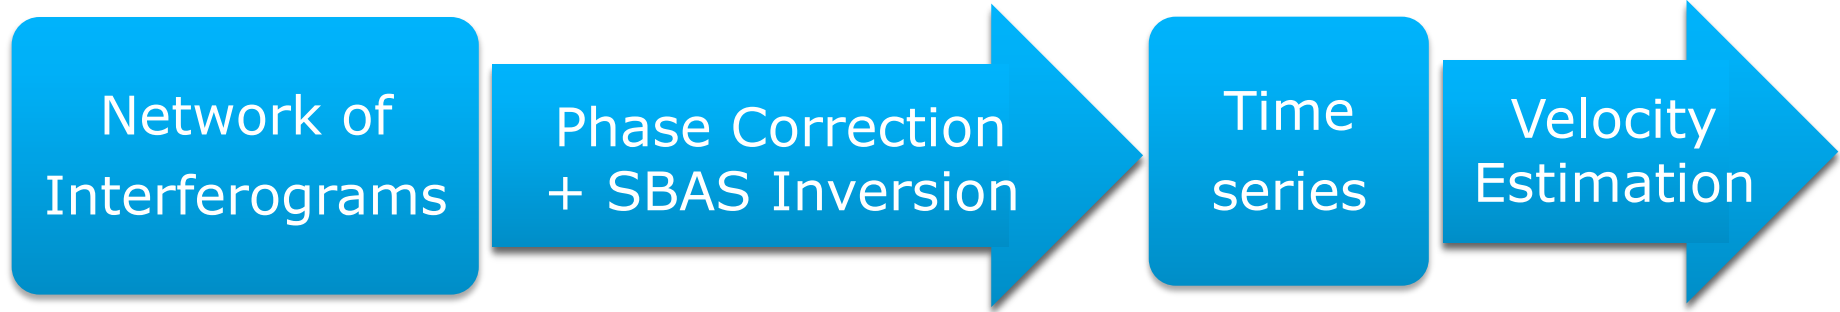 Network of
Interferograms
Phase Correction
+ SBAS Inversion
Time
series
Velocity
Estimation